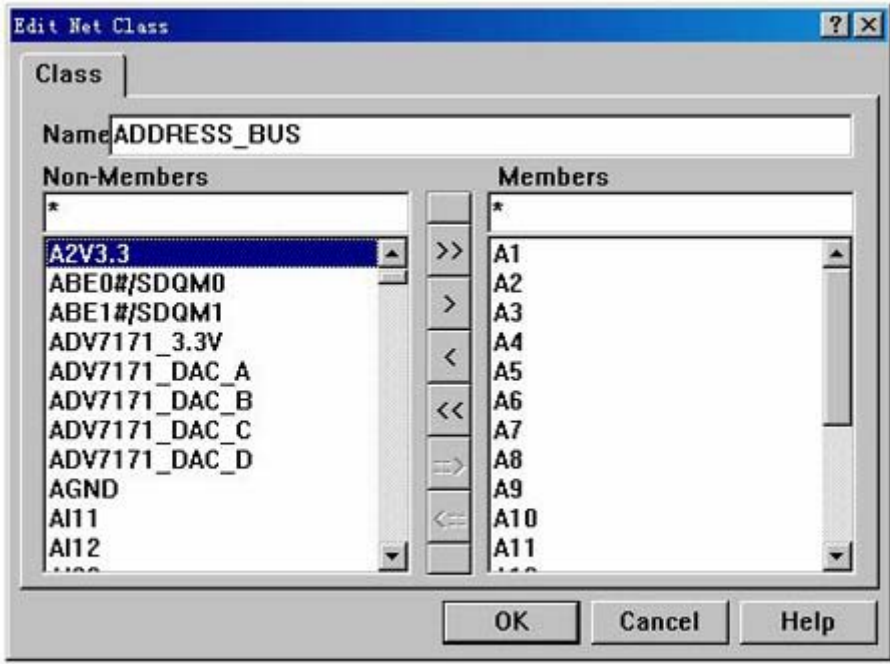 Edit Net Class
? ×
Class
Name ADDRESS_BUS
Non-Members
Members
*
*
A2V3.3
ABE0#/SDQM0
ABE1#/SDQM1
ADV7171_3.3V
ADV7171_DAC_A
ADV7171_DAC_B
ADV7171_DAC_C
ADV7171_DAC_D
AGND
AI11
AI12
>>
>
<
<<
==>
<==
A1
A2
A3
A4
A5
A6
A7
A8
A9
A10
A11
OK
Cancel
Help